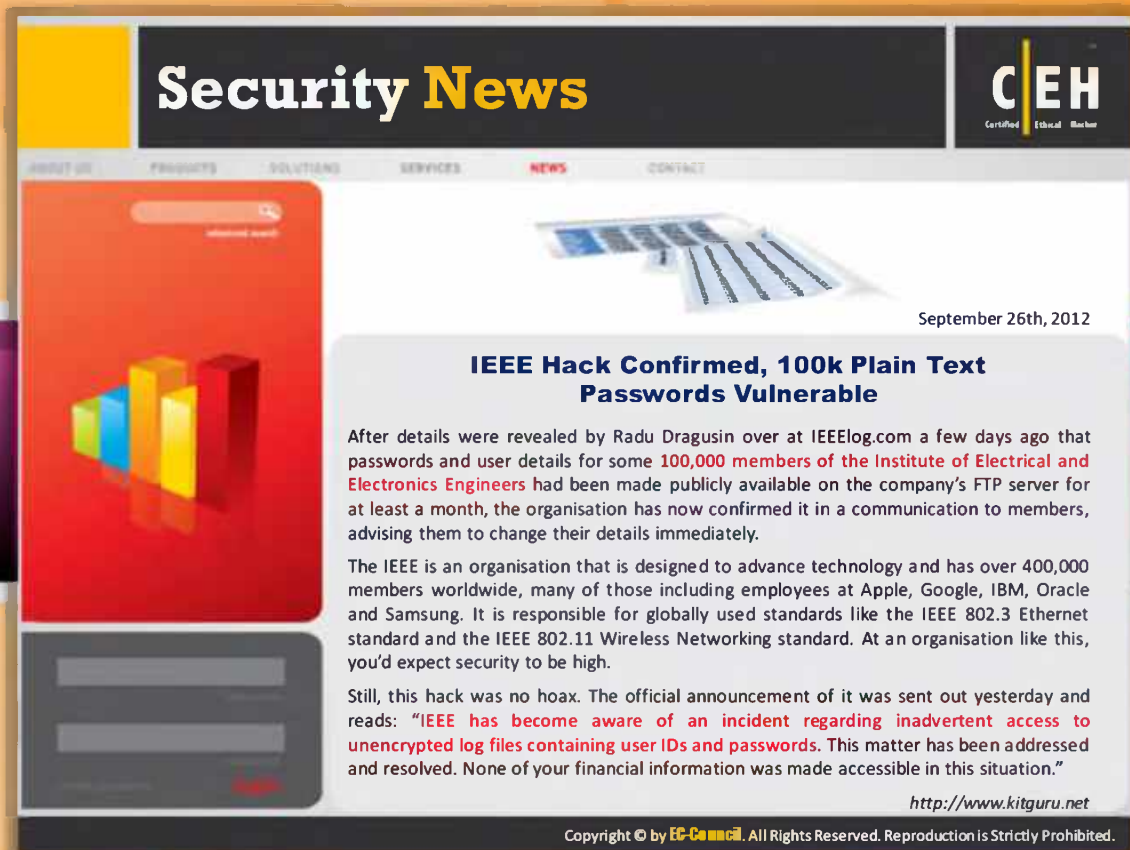 Security News
C EH
Certified Ethical Hacker
ABOUT US PRODUCTS SOLUTIONS SERVICES NEWS CONTACT
advanced search
September 26th, 2012
IEEE Hack Confirmed, 100k Plain Text
Passwords Vulnerable
After details were revealed by Radu Dragusin over at IEEElog.com a few days ago that
passwords and user details for some 100,000 members of the Institute of Electrical and
Electronics Engineers had been made publicly available on the company's FTP server for
at least a month, the organisation has now confirmed it in a communication to members,
advising them to change their details immediately.
The IEEE is an organisation that is designed to advance technology and has over 400,000
members worldwide, many of those including employees at Apple, Google, IBM, Oracle
and Samsung. It is responsible for globally used standards like the IEEE 802.3 Ethernet
standard and the IEEE 802.11 Wireless Networking standard. At an organisation like this,
you'd expect security to be high.
Still, this hack was no hoax. The official announcement of it was sent out yesterday and
reads: "IEEE has become aware of an incident regarding inadvertent access to
unencrypted log files containing user IDs and passwords. This matter has been addressed
and resolved. None of your financial information was made accessible in this situation."
http://www.kitguru.net
Copyright © by EC-Council. All Rights Reserved. Reproduction is Strictly Prohibited.